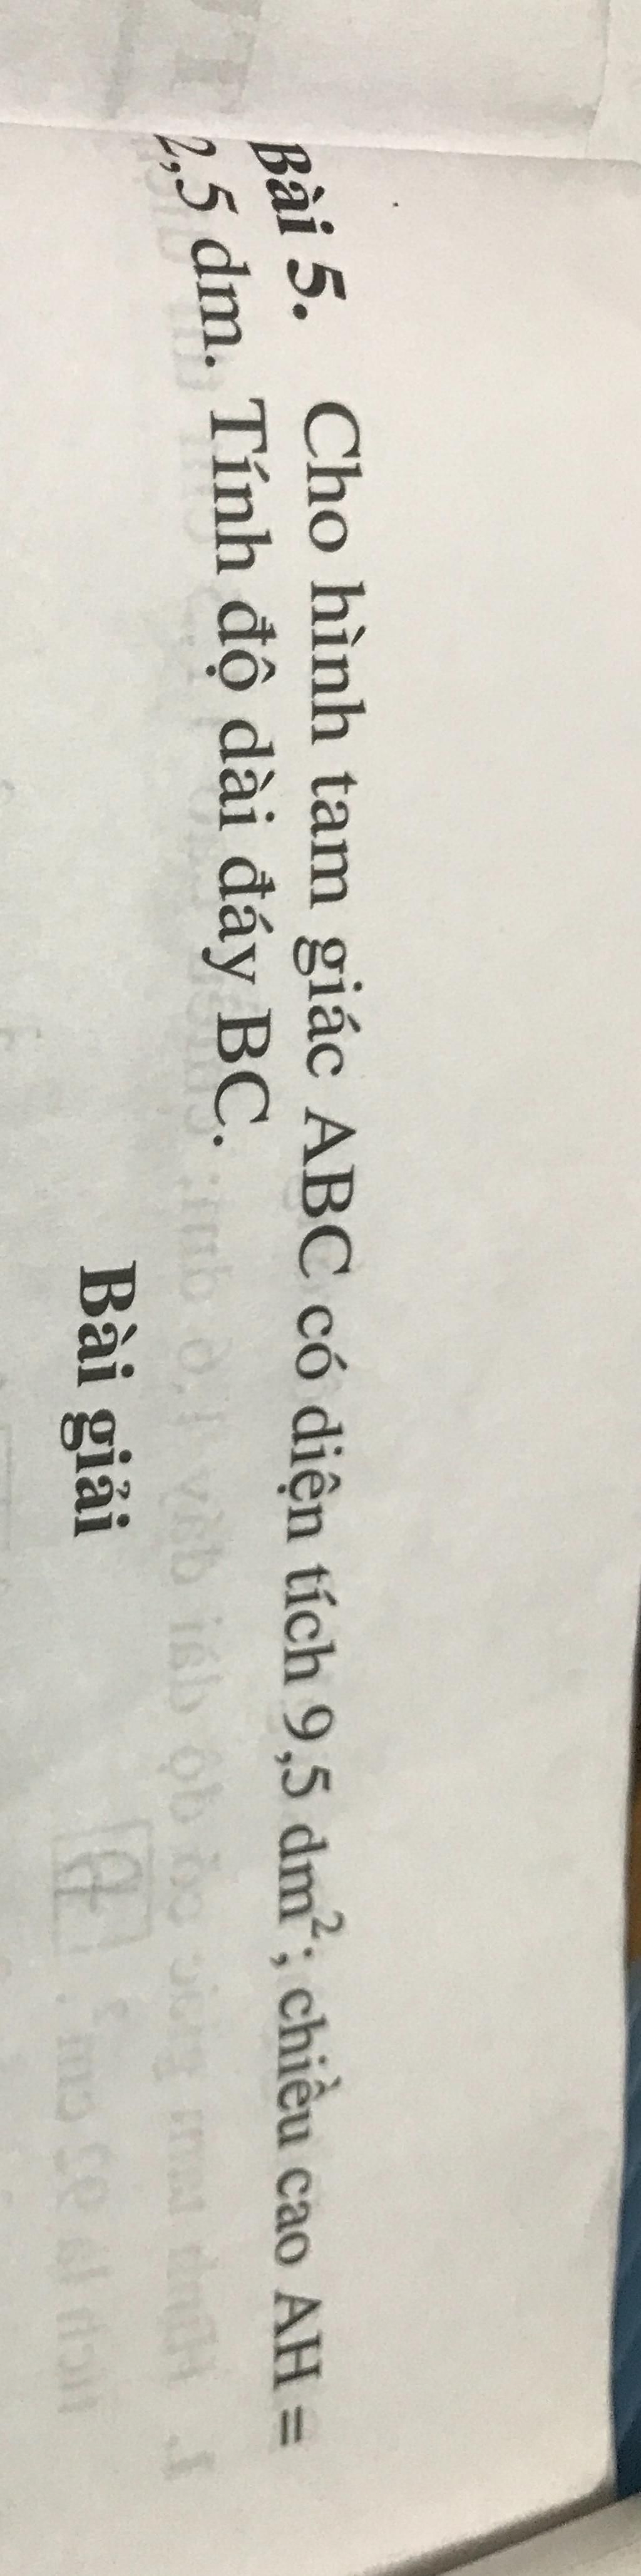 Bài 5. Cho hình tam giác ABC có diện tích 9,5 dm²; chiều cao AH =
2,5 dm. Tính độ dài đáy BC.
Bài giải